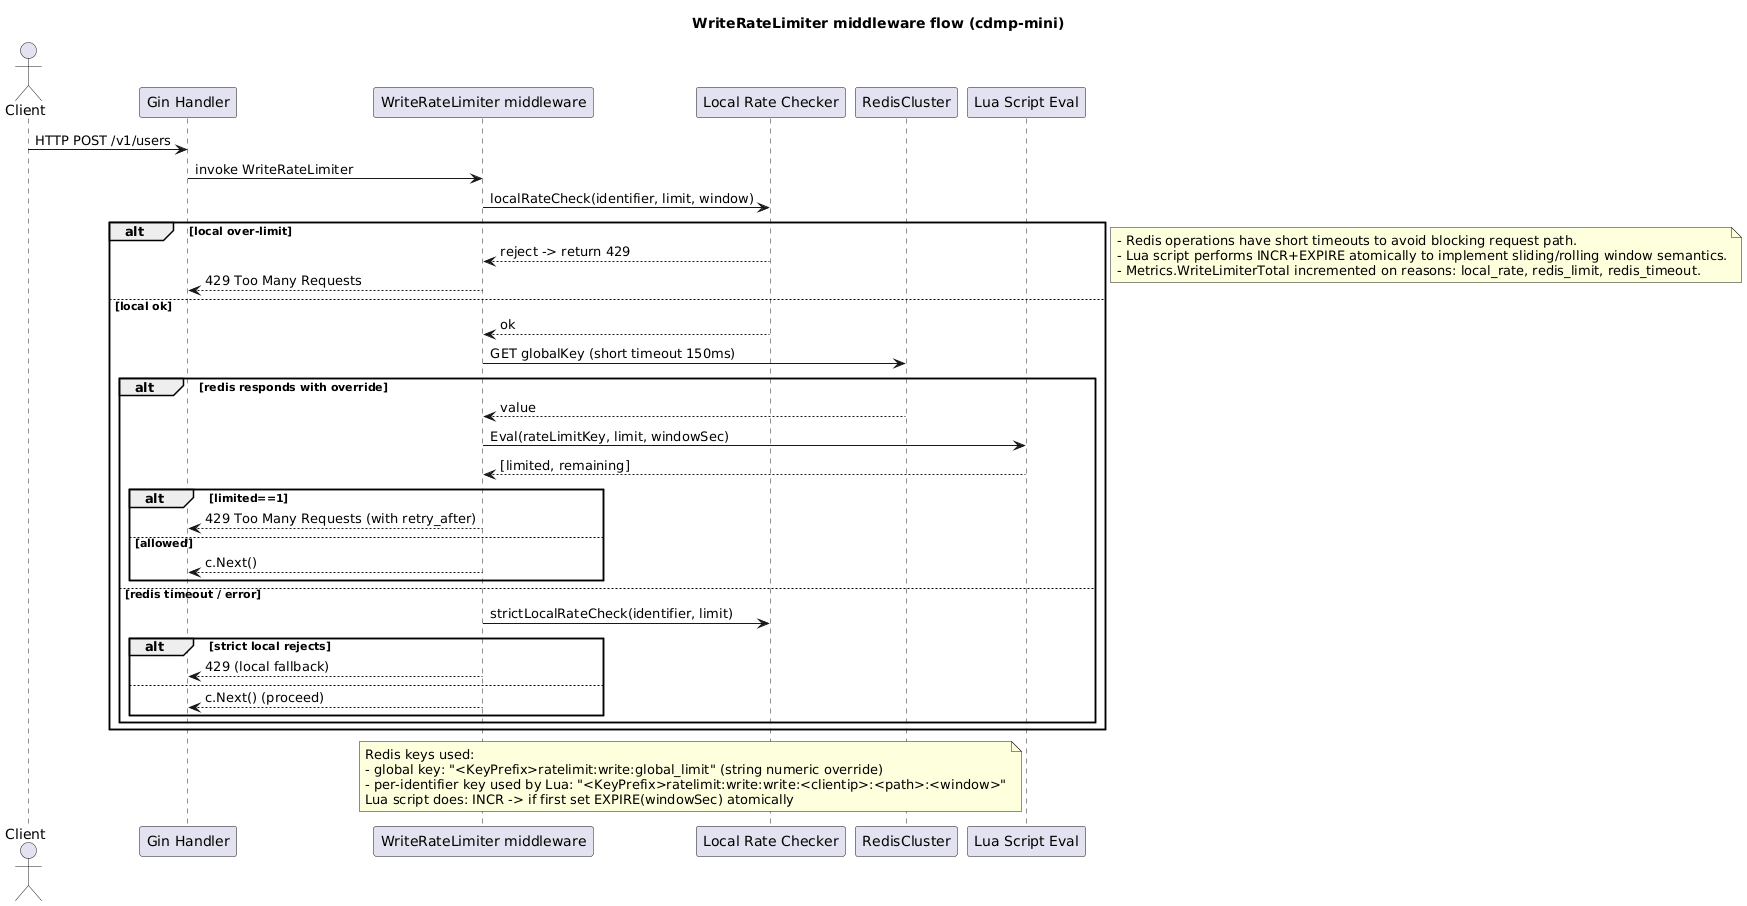 WriteRateLimiter middleware flow (cdmp-mini)
Client
Gin Handler
WriteRateLimiter middleware
Local Rate Checker
RedisCluster
Lua Script Eval
HTTP POST /v1/users
invoke WriteRateLimiter
localRateCheck(identifier, limit, window)
alt
[local over-limit]
- Redis operations have short timeouts to avoid blocking request path.
- Lua script performs INCR+EXPIRE atomically to implement sliding/rolling window semantics.
- Metrics.WriteLimiterTotal incremented on reasons: local_rate, redis_limit, redis_timeout.
reject -> return 429
429 Too Many Requests
[local ok]
ok
GET globalKey (short timeout 150ms)
alt
[redis responds with override]
value
Eval(rateLimitKey, limit, windowSec)
[limited, remaining]
alt
[limited==1]
429 Too Many Requests (with retry_after)
[allowed]
c.Next()
[redis timeout / error]
strictLocalRateCheck(identifier, limit)
alt
[strict local rejects]
429 (local fallback)
c.Next() (proceed)
Redis keys used:
- global key: "<KeyPrefix>ratelimit:write:global_limit" (string numeric override)
- per-identifier key used by Lua: "<KeyPrefix>ratelimit:write:write:<clientip>:<path>:<window>"
Lua script does: INCR -> if first set EXPIRE(windowSec) atomically
Client
Gin Handler
WriteRateLimiter middleware
Local Rate Checker
RedisCluster
Lua Script Eval